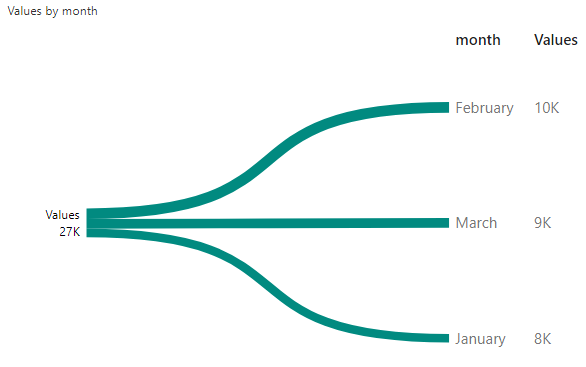 Values by month
month Values
February 10K
Values
27K
March 9K
January 8K